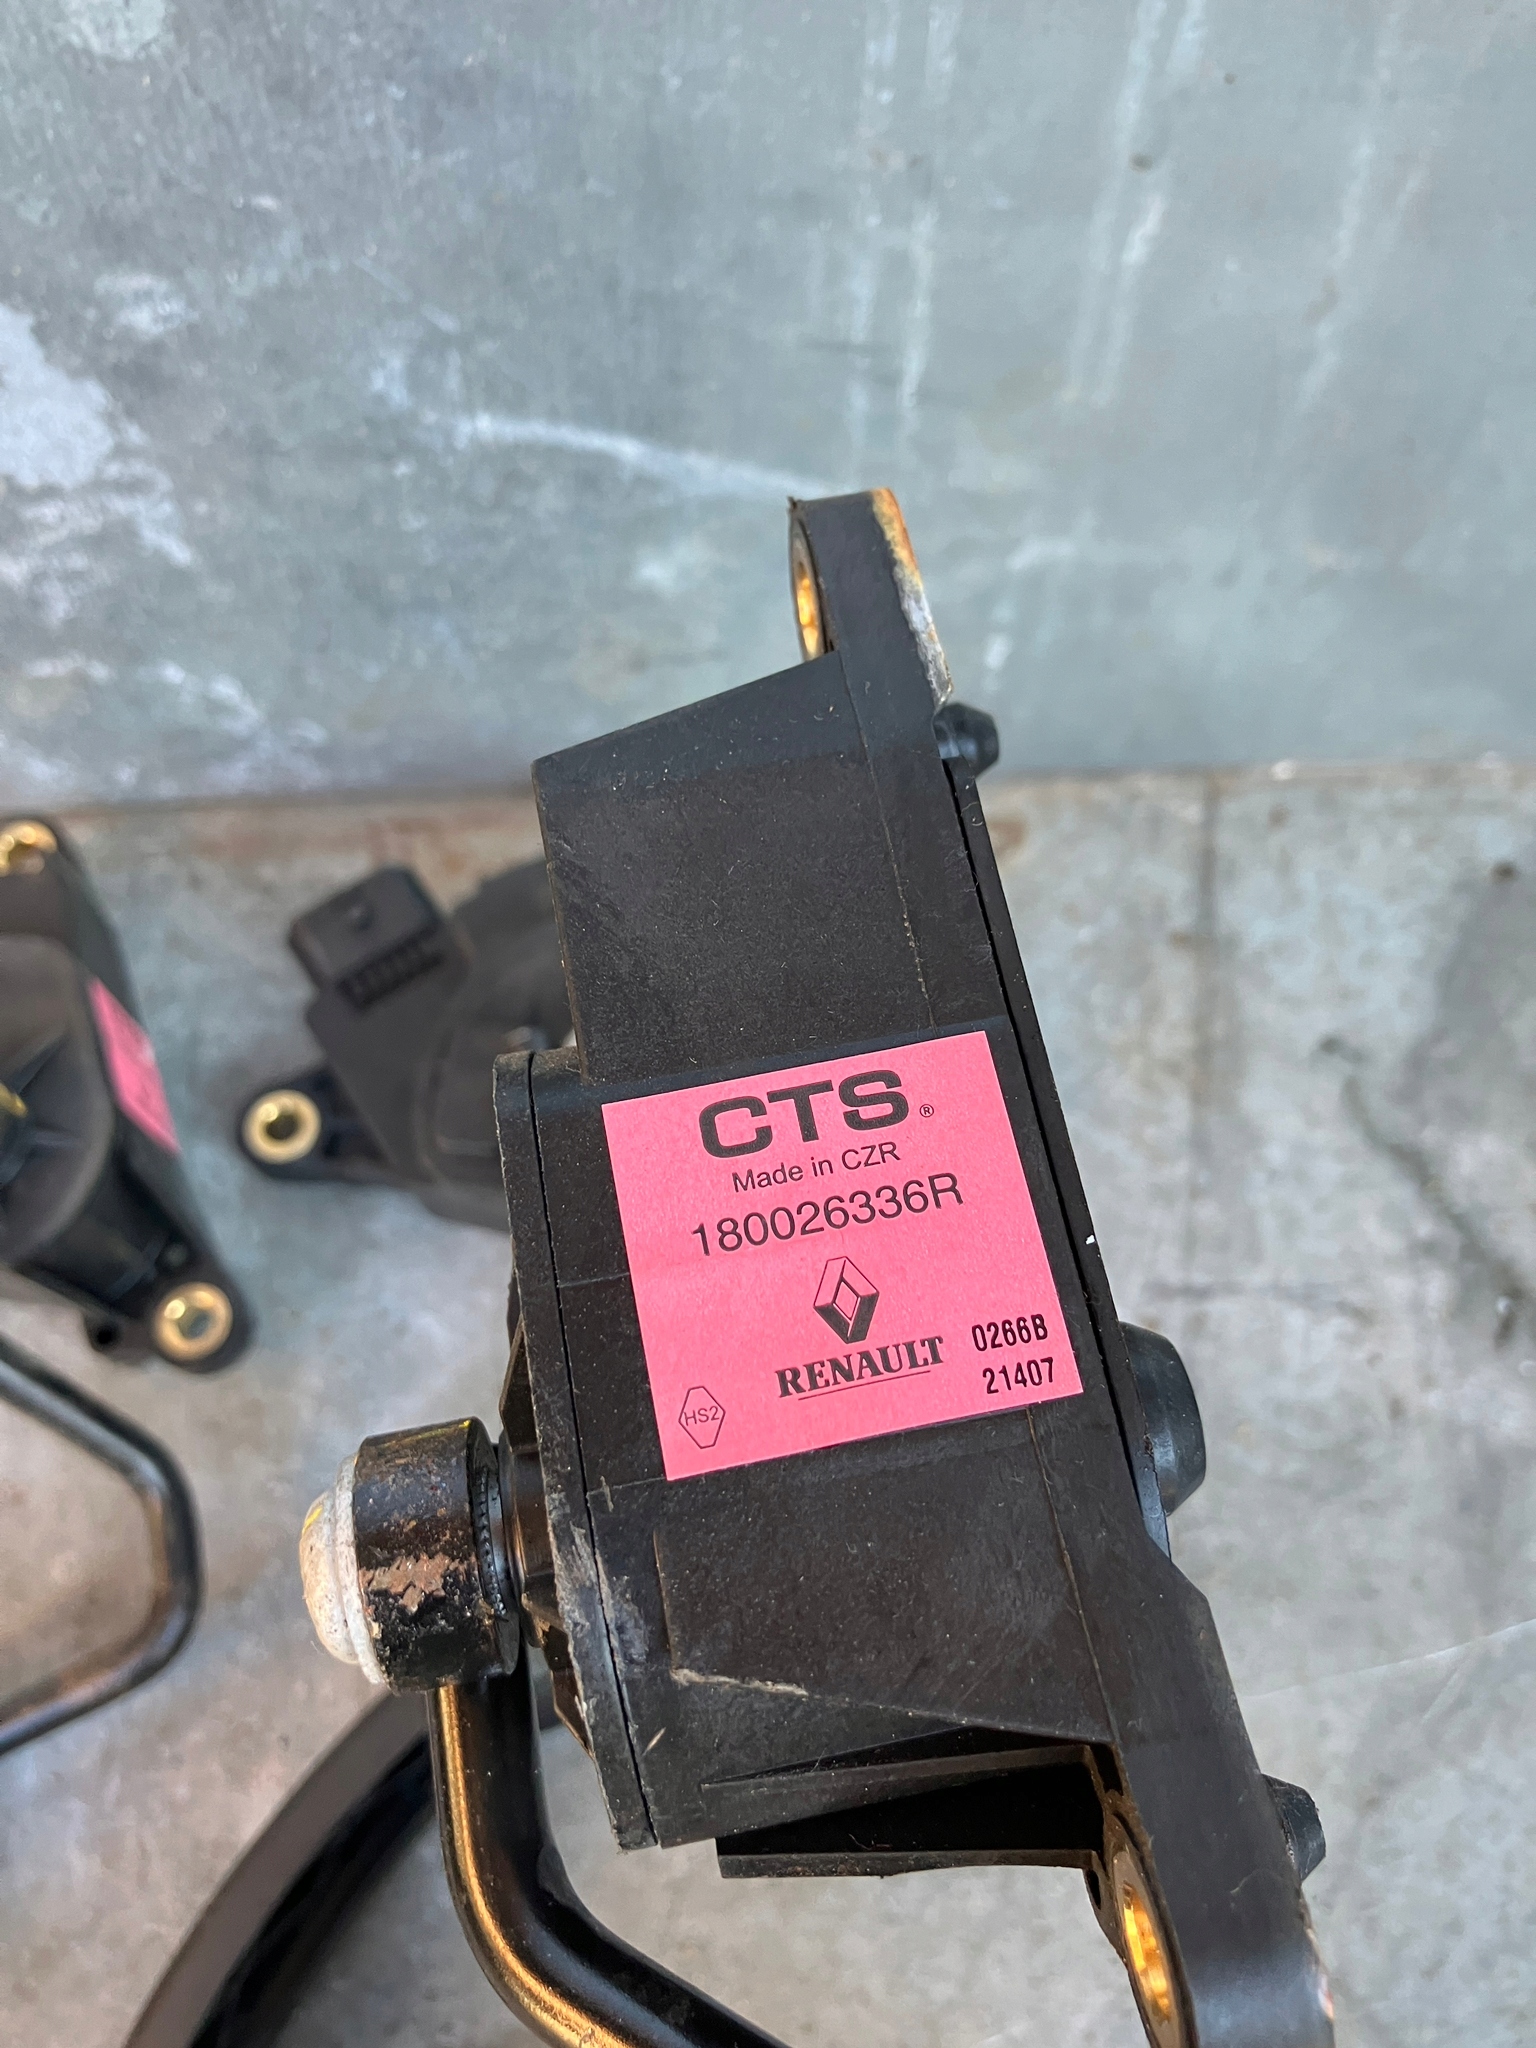 CTS®
Made in CZR
180026336R
RENAULT
0266B
21407
HS2